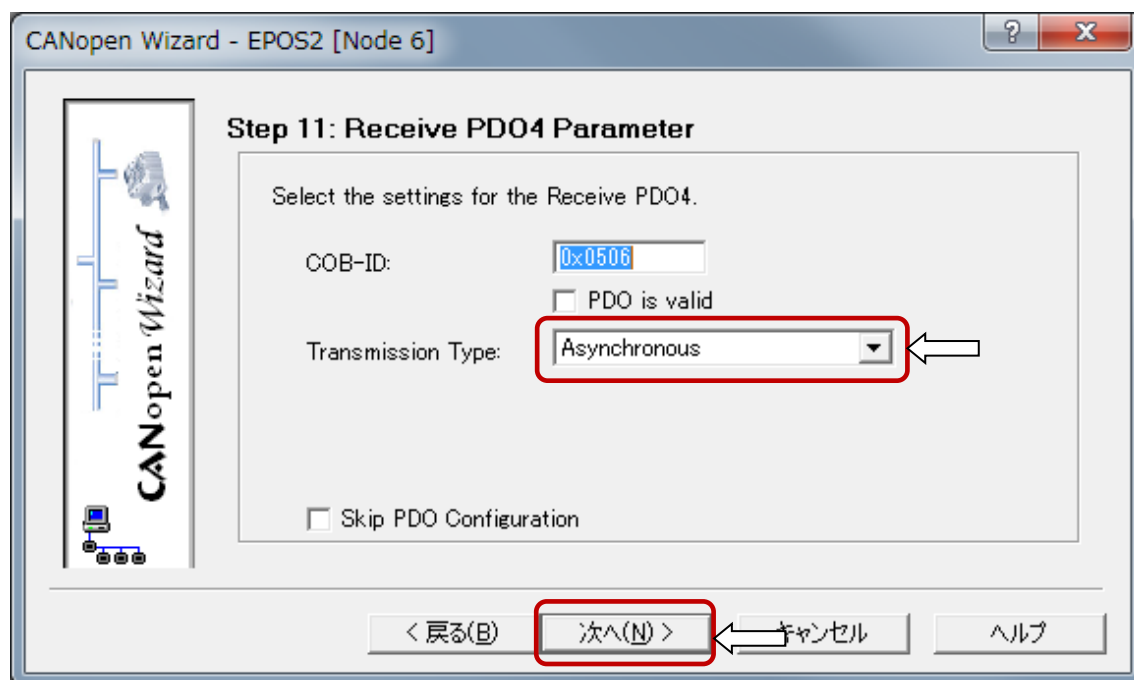 CANopen Wizard - EPOS2 [Node 6]
CANopen Wizard
Step 11: Receive PDO4 Parameter
Select the settings for the Receive PDO4.
COB-ID: 0x0506
PDO is valid
Transmission Type: Asynchronous
Skip PDO Configuration
< 戻る(B) 次へ(N) > キャンセル ヘルプ